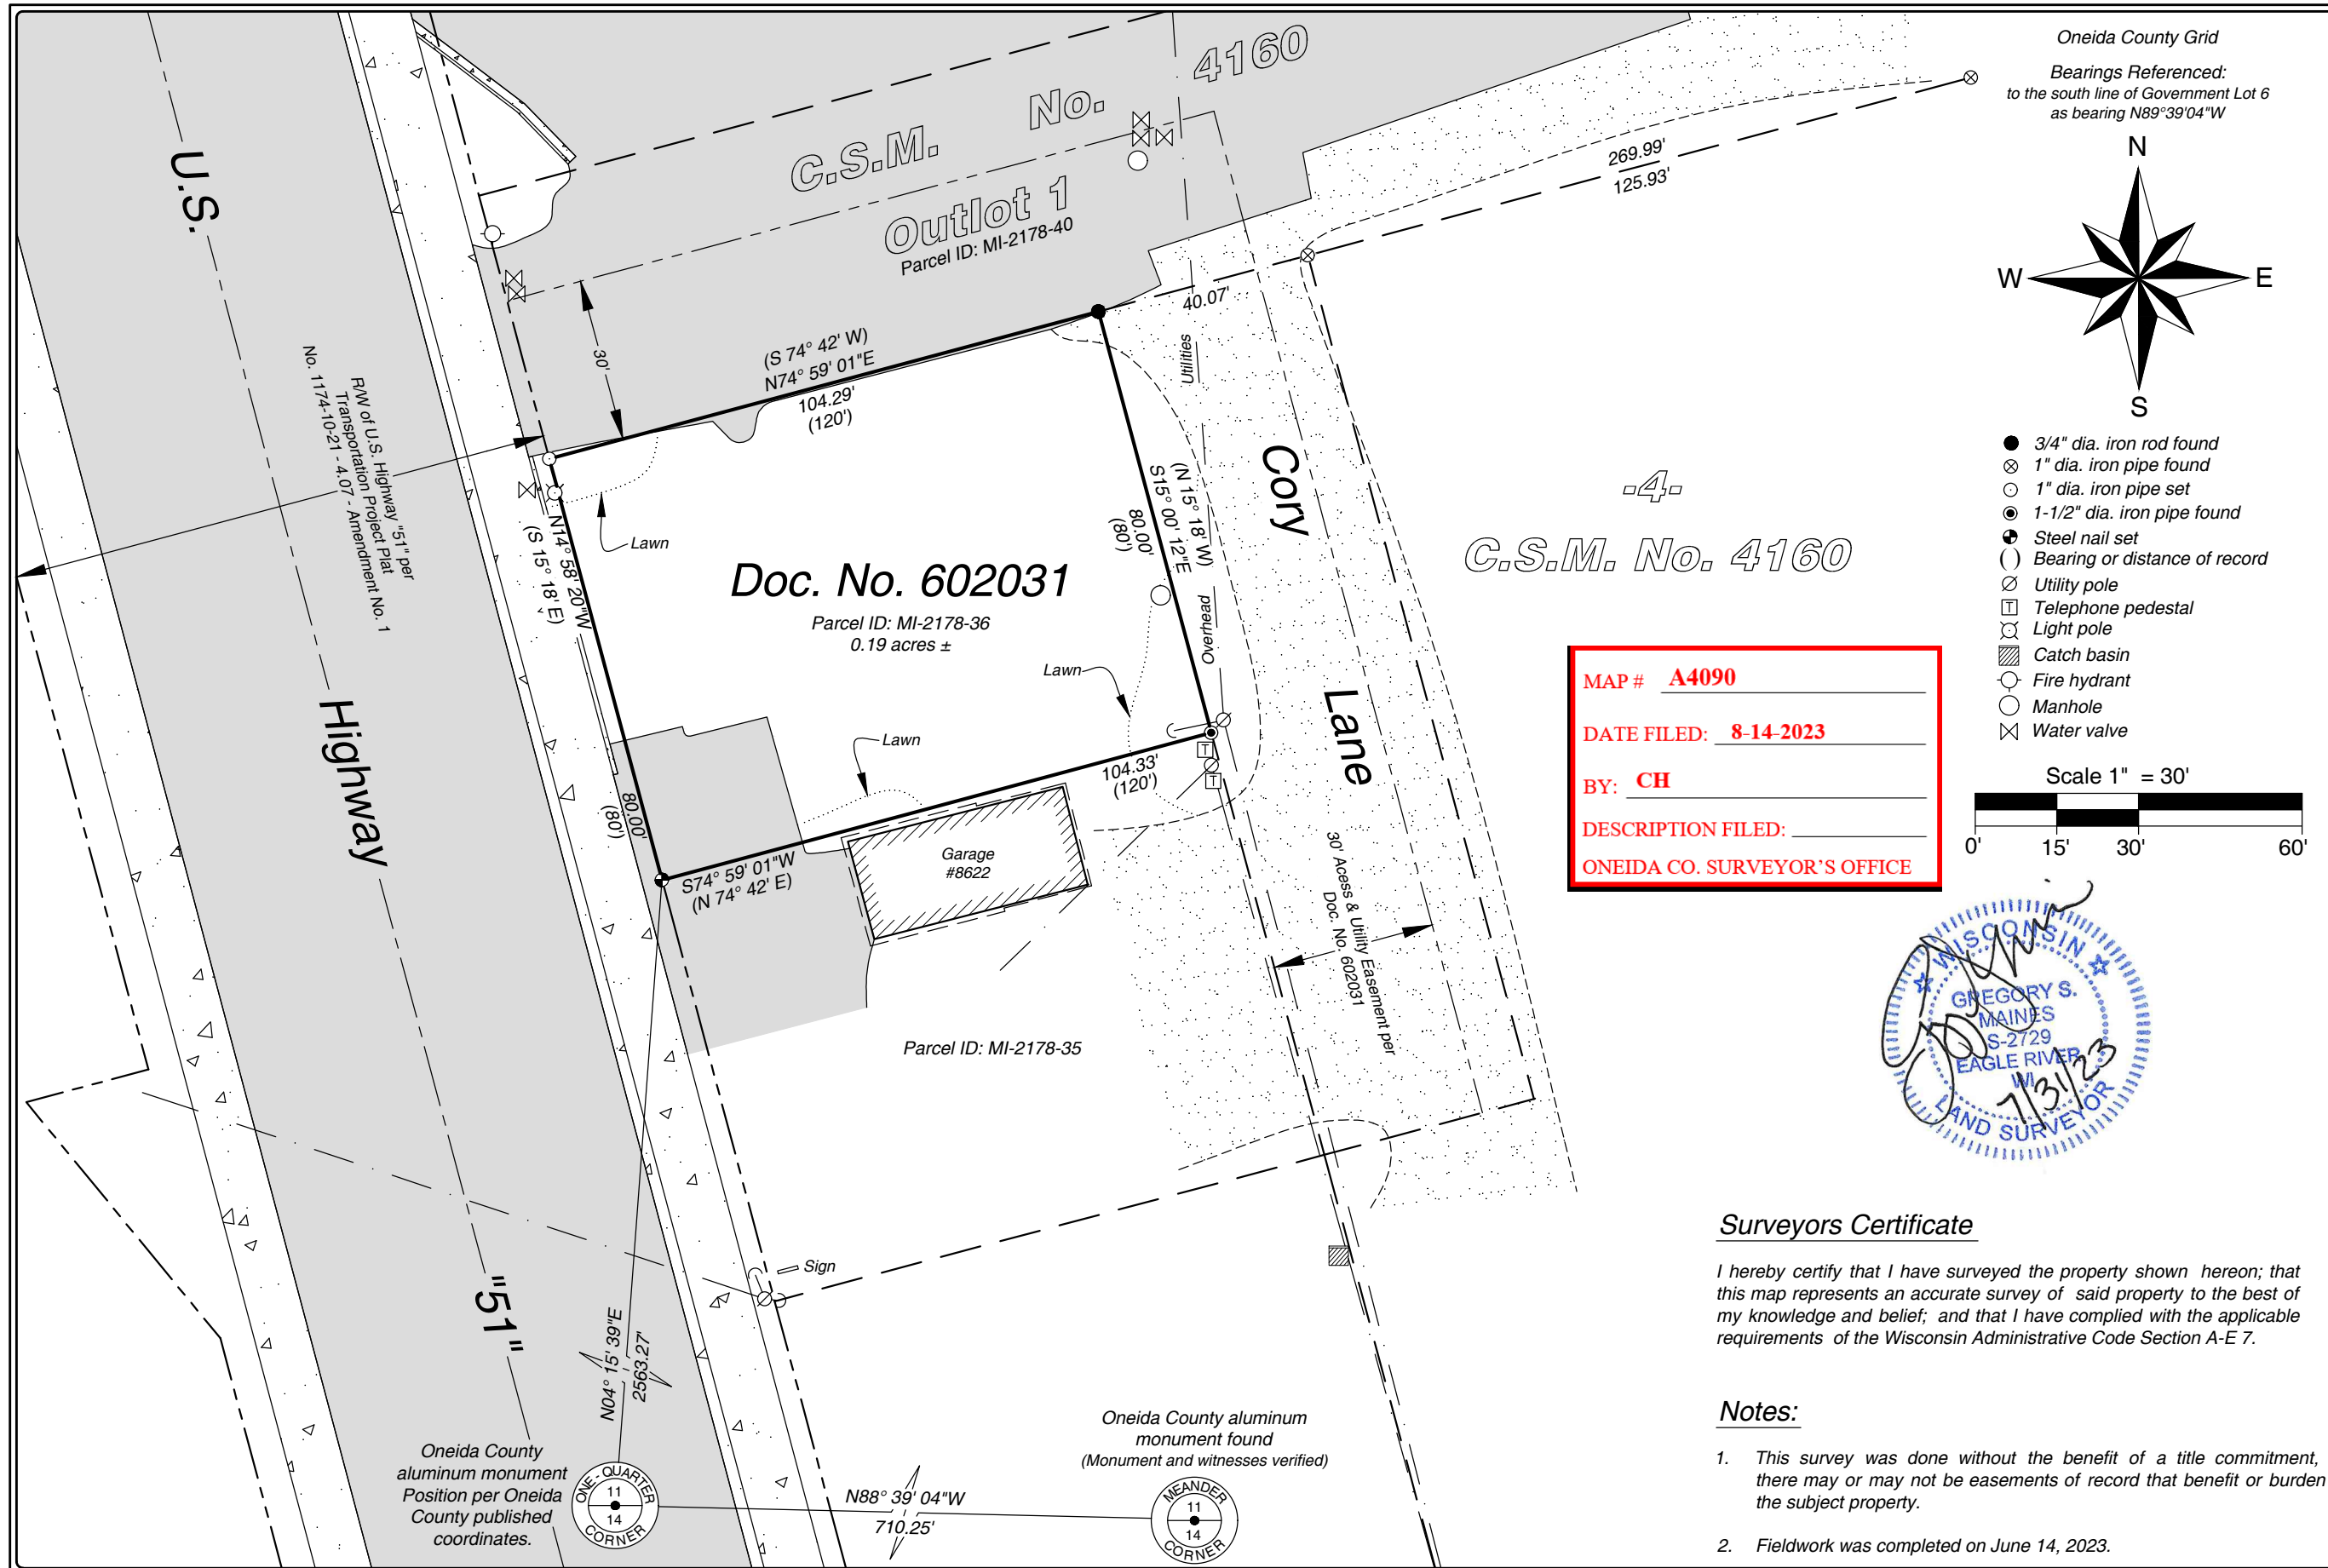 Oneida County Grid
Bearings Referenced:
to the south line of Government Lot 6
as bearing N89°39'04"W
N
W
E
S
3/4" dia. iron rod found
1" dia. iron pipe found
1" dia. iron pipe set
1-1/2" dia. iron pipe found
Steel nail set
( ) Bearing or distance of record
Utility pole
T Telephone pedestal
Light pole
Catch basin
Fire hydrant
Manhole
Water valve
Scale 1" = 30'
0' 15' 30' 60'
C.S.M. No. 4160
Outlot 1
Parcel ID: MI-2178-40
269.99'
125.93'
40.07'
30'
(S 74° 42' W)
N74° 59' 01"E
104.29'
(120')
U.S.
Highway
"51"
R/W of U.S. Highway "51" per
Transportation Project Plat
No. 1174-10-21 - 4.07 - Amendment No. 1
N14° 58' 20"W
(S 15° 18' E)
80.00'
(80')
Lawn
Doc. No. 602031
Parcel ID: MI-2178-36
0.19 acres ±
Lawn
Lawn
(N 15° 18' W)
S15° 00' 12"E
80.00'
(80')
Utilities
Overhead
Cory
Lane
-4-
C.S.M. No. 4160
T
T
104.33'
(120')
S74° 59' 01"W
(N 74° 42' E)
Garage
#8622
30' Acess & Utility Easement per
Doc. No. 602031
Parcel ID: MI-2178-35
Sign
N04° 15' 39"E
2563.27'
Oneida County
aluminum monument
Position per Oneida
County published
coordinates.
ONE-QUARTER
11
14
CORNER
N88° 39' 04"W
710.25'
Oneida County aluminum
monument found
(Monument and witnesses verified)
MEANDER
11
14
CORNER
MAP # A4090
DATE FILED: 8-14-2023
BY: CH
DESCRIPTION FILED:
ONEIDA CO. SURVEYOR'S OFFICE
WISCONSIN
GREGORY S.
MAINES
S-2729
EAGLE RIVER
WI
LAND SURVEYOR
7/31/23
Surveyors Certificate
I hereby certify that I have surveyed the property shown hereon; that
this map represents an accurate survey of said property to the best of
my knowledge and belief; and that I have complied with the applicable
requirements of the Wisconsin Administrative Code Section A-E 7.
Notes:
1. This survey was done without the benefit of a title commitment,
there may or may not be easements of record that benefit or burden
the subject property.
2. Fieldwork was completed on June 14, 2023.